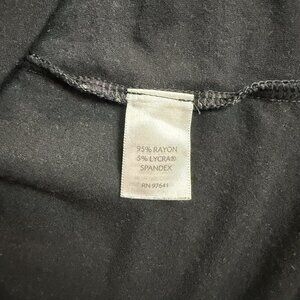 95% RAYON
5% LYCRA®
SPANDEX
RN 97641